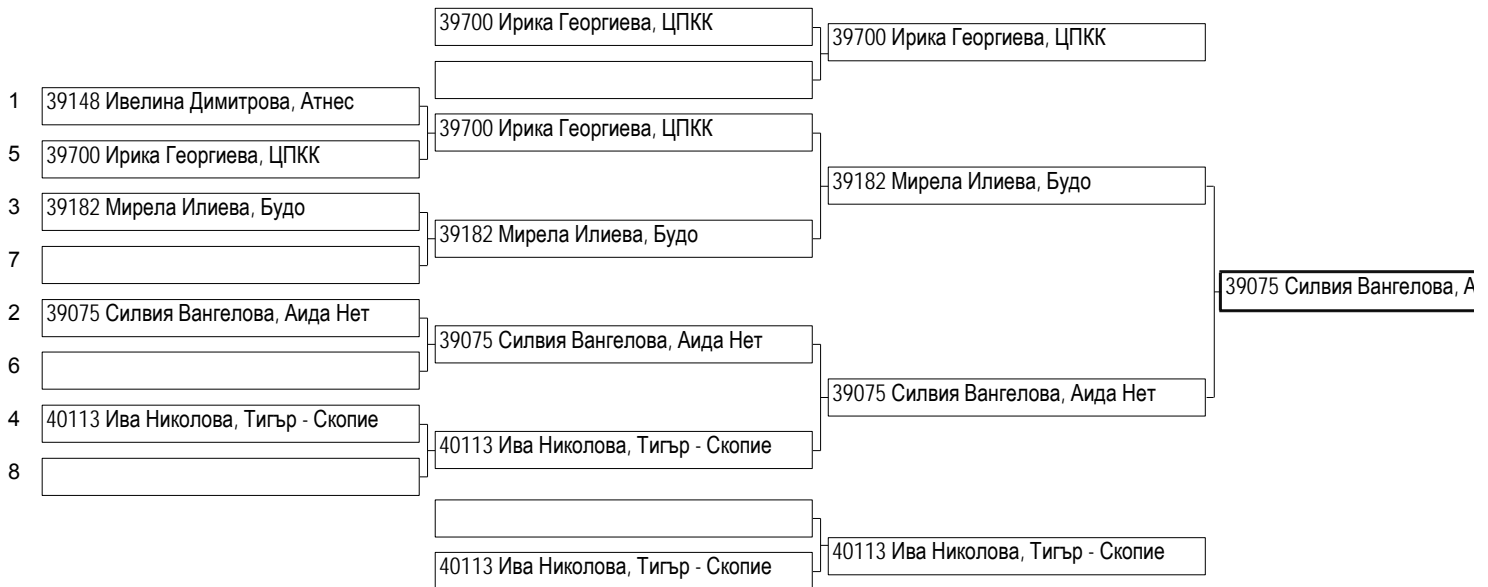 39700 Ирика Георгиева, ЦПКК
39700 Ирика Георгиева, ЦПКК
1 39148 Ивелина Димитрова, Атнес
39700 Ирика Георгиева, ЦПКК
5 39700 Ирика Георгиева, ЦПКК
39182 Мирела Илиева, Будо
3 39182 Мирела Илиева, Будо
39182 Мирела Илиева, Будо
7
39075 Силвия Вангелова, А
2 39075 Силвия Вангелова, Аида Нет
39075 Силвия Вангелова, Аида Нет
6
39075 Силвия Вангелова, Аида Нет
4 40113 Ива Николова, Тигър - Скопие
40113 Ива Николова, Тигър - Скопие
8
40113 Ива Николова, Тигър - Скопие
40113 Ива Николова, Тигър - Скопие